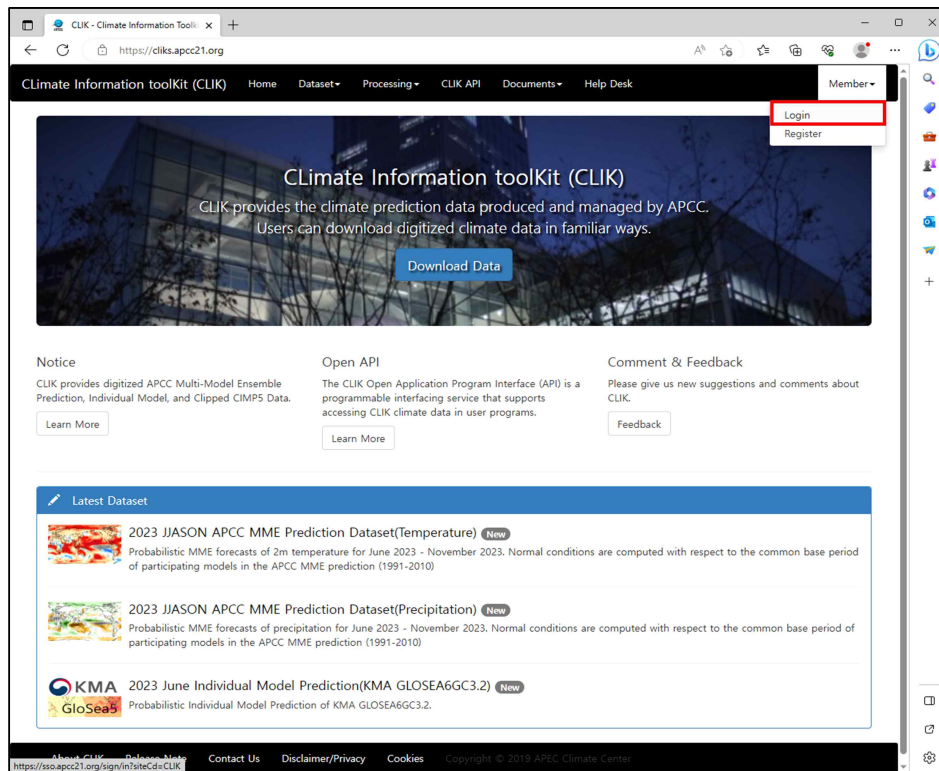 CLIK - Climate Information Toolk
https://cliks.apcc21.org
CLimate Information toolKit (CLIK)
Home
Dataset
Processing
CLIK API
Documents
Help Desk
Member
Login
Register
CLimate Information toolKit (CLIK)
CLIK provides the climate prediction data produced and managed by APCC.
Users can download digitized climate data in familiar ways.
Download Data
Notice
CLIK provides digitized APCC Multi-Model Ensemble
Prediction, Individual Model, and Clipped CIMP5 Data.
Learn More
Open API
The CLIK Open Application Program Interface (API) is a
programmable interfacing service that supports
accessing CLIK climate data in user programs.
Learn More
Comment & Feedback
Please give us new suggestions and comments about
CLIK.
Feedback
Latest Dataset
2023 JJASON APCC MME Prediction Dataset(Temperature) New
Probabilistic MME forecasts of 2m temperature for June 2023 - November 2023. Normal conditions are computed with respect to the common base period
of participating models in the APCC MME prediction (1991-2010)
2023 JJASON APCC MME Prediction Dataset(Precipitation) New
Probabilistic MME forecasts of precipitation for June 2023 - November 2023. Normal conditions are computed with respect to the common base period of
participating models in the APCC MME prediction (1991-2010)
KMA
GloSea5
2023 June Individual Model Prediction(KMA GLOSEA6GC3.2) New
Probabilistic Individual Model Prediction of KMA GLOSEA6GC3.2.
About CLIK
Release Note
Contact Us
Disclaimer/Privacy
Cookies
Copyright © 2019 APEC Climate Center
https://sso.apcc21.org/sign/in?siteCd=CLIK